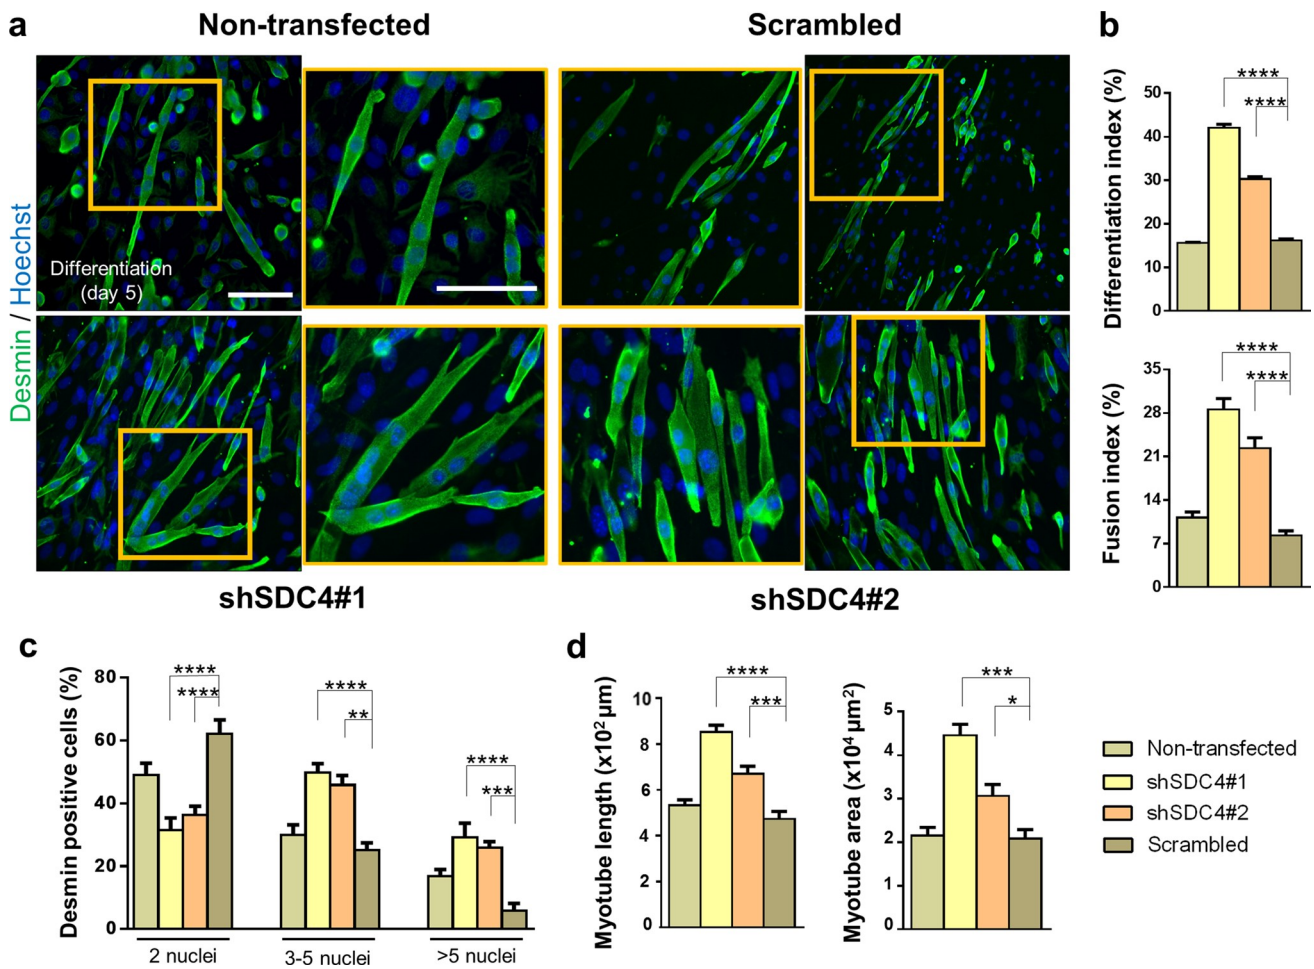 a
Non-transfected
Scrambled
Desmin / Hoechst
Differentiation
(day 5)
shSDC4#1
shSDC4#2
b
Differentiation index (%)
50
40
30
20
10
0
****
****
Fusion index (%)
35
28
21
14
7
0
****
****
c
Desmin positive cells (%)
80
60
40
20
0
****
****
****
**
****
***
2 nuclei
3-5 nuclei
>5 nuclei
d
Myotube length (x10² µm)
10
8
6
4
2
0
****
***
Myotube area (x10⁴ µm²)
5
4
3
2
1
0
***
*
Non-transfected
shSDC4#1
shSDC4#2
Scrambled